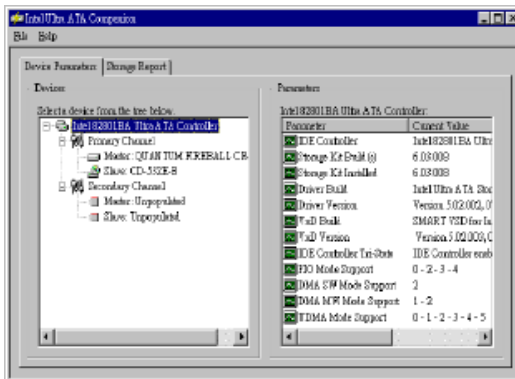 Intel Ultra ATA Companion
File Help
Device Parameters Storage Report
Devices
Select a device from the tree below.
Intel 82801BA Ultra ATA Controller
Primary Channel
Master: QUANTUM FIREBALL CR
Slave: CD-532E-B
Secondary Channel
Master: Unpopulated
Slave: Unpopulated
Parameters
Intel 82801BA Ultra ATA Controller:
Parameter Current Value
IDE Controller Intel 82801BA Ultra
Storage Kit Build (s) 6.03.008
Storage Kit Installed 6.03.008
Driver Build Intel Ultra ATA Stor
Driver Version Version 5.02.002, 0
VxD Build SMART VSD for In
VxD Version Version 5.02.003, 0
IDE Controller Tri-State IDE Controller enab
PIO Mode Support 0 - 2 - 3 - 4
DMA SW Mode Support 2
DMA MW Mode Support 1 - 2
UDMA Mode Support 0 - 1 - 2 - 3 - 4 - 5